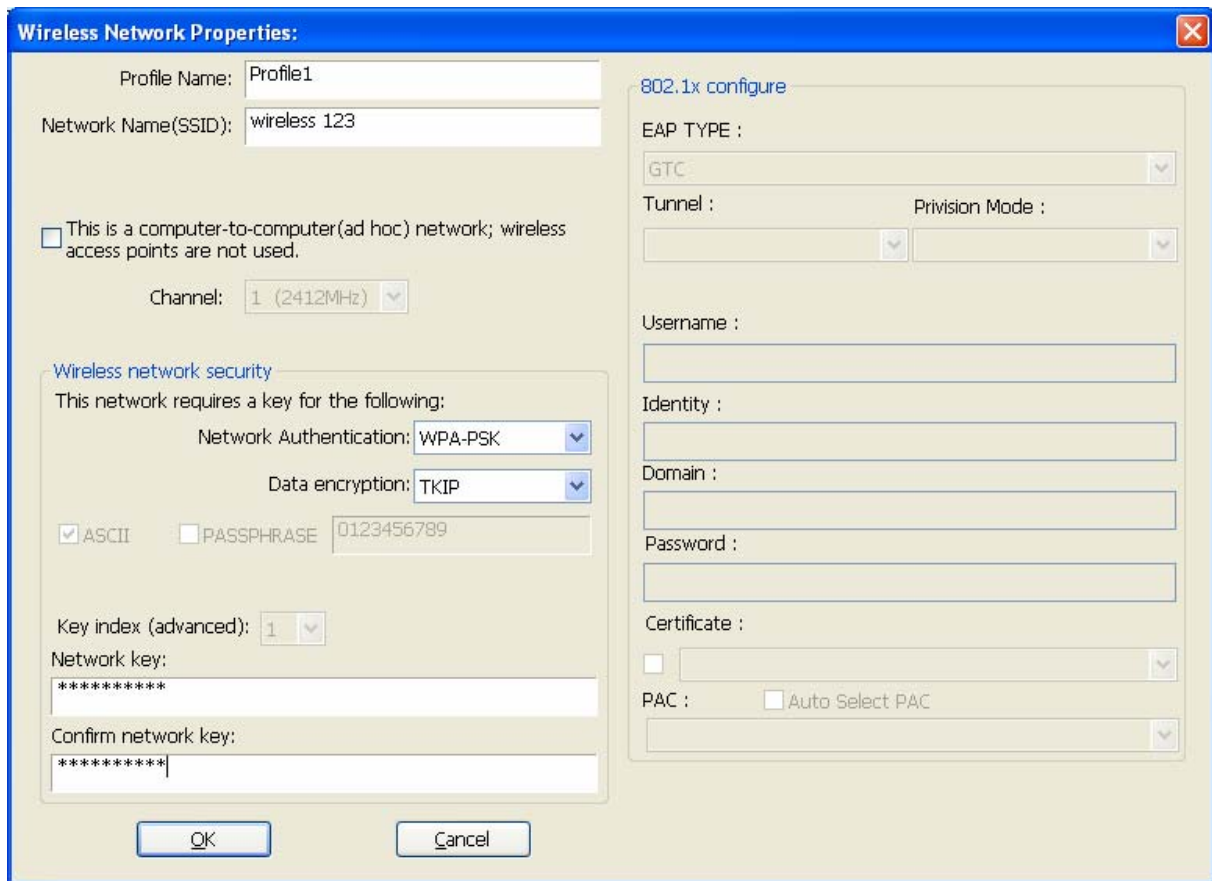 Wireless Network Properties:
Profile Name: Profile1
Network Name(SSID): wireless 123
This is a computer-to-computer(ad hoc) network; wireless
access points are not used.
Channel: 1 (2412MHz)
Wireless network security
This network requires a key for the following:
Network Authentication: WPA-PSK
Data encryption: TKIP
ASCII PASSPHRASE 0123456789
Key index (advanced): 1
Network key:
**********
Confirm network key:
**********
OK Cancel
802.1x configure
EAP TYPE :
GTC
Tunnel : Privision Mode :
Username :
Identity :
Domain :
Password :
Certificate :
PAC : Auto Select PAC